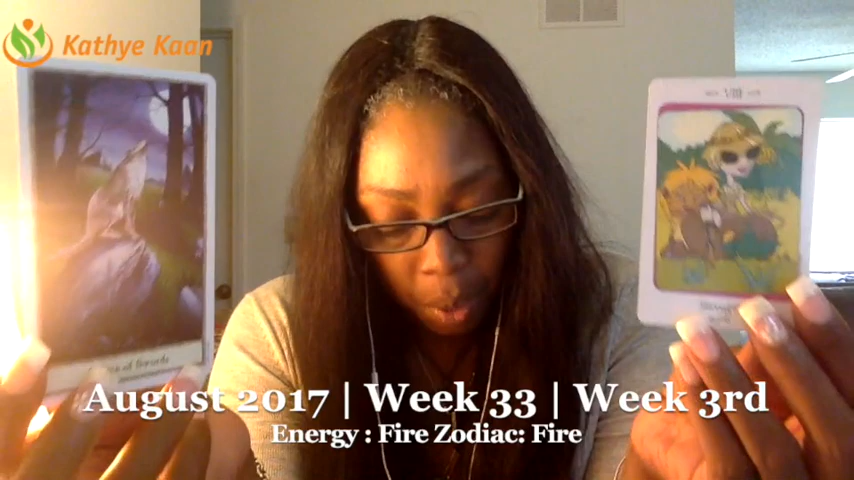 Kathye Kaan
VIII
August 2017 | Week 33 | Week 3rd
Energy : Fire Zodiac: Fire